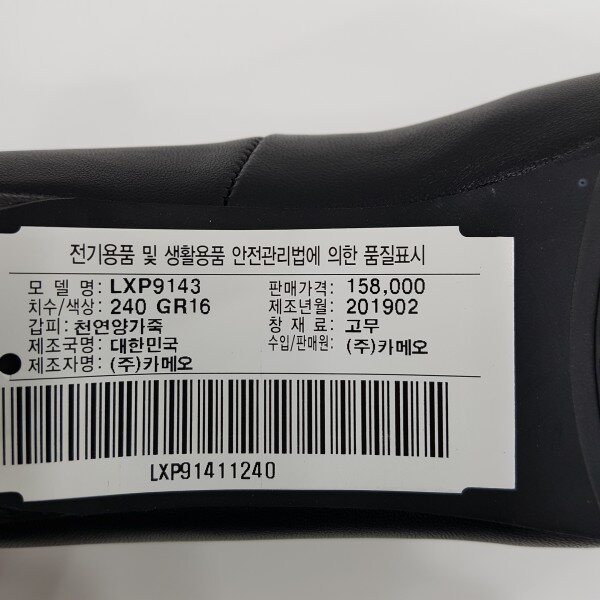 전기용품 및 생활용품 안전관리법에 의한 품질표시
모 델 명: LXP9143 판매가격: 158,000
치수/색상: 240 GR16 제조년월: 201902
갑피: 천연양가죽 창 재 료: 고무
제조국명: 대한민국 수입/판매원: (주)카메오
제조자명: (주)카메오
LXP91411240